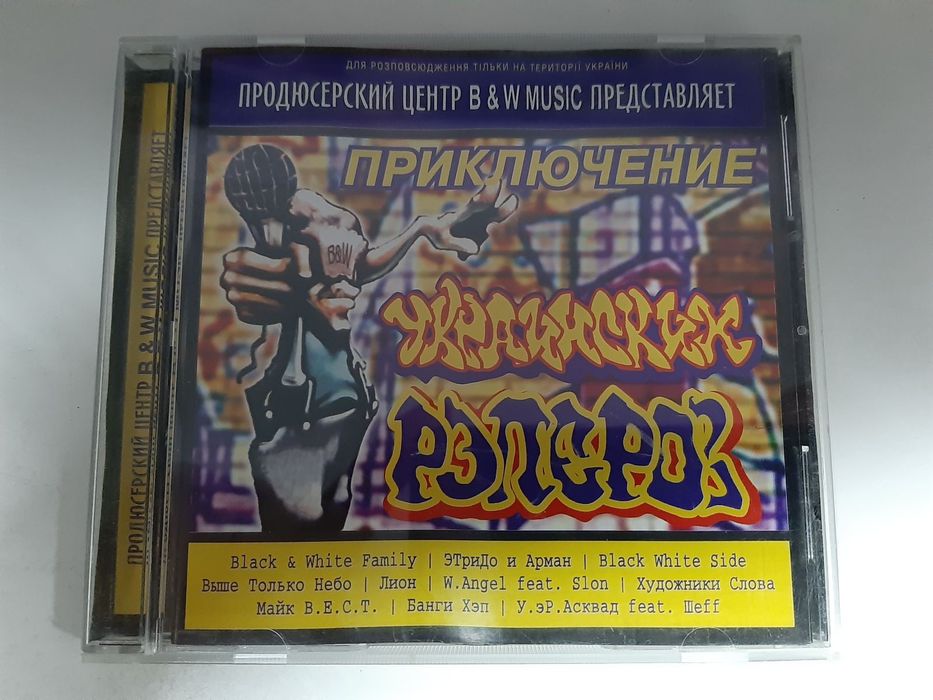 ДЛЯ РОЗПОВСЮДЖЕННЯ ТІЛЬКИ НА ТЕРИТОРІЇ УКРАЇНИ
ПРОДЮСЕРСКИЙ ЦЕНТР B & W MUSIC ПРЕДСТАВЛЯЕТ
ПРИКЛЮЧЕНИЕ
B&W
УКРАИНСКИХ
РЭПЕРОВ
Black & White Family | ЭТриДо и Арман | Black White Side
Выше Только Небо | Лион | W.Angel feat. Slon | Художники Слова
Майк В.Е.С.Т. | Банги Хэп | У.эР.Асквад feat. Шеff
ПРОДЮСЕРСКИЙ ЦЕНТР B & W MUSIC ПРЕДСТАВЛЯЕТ